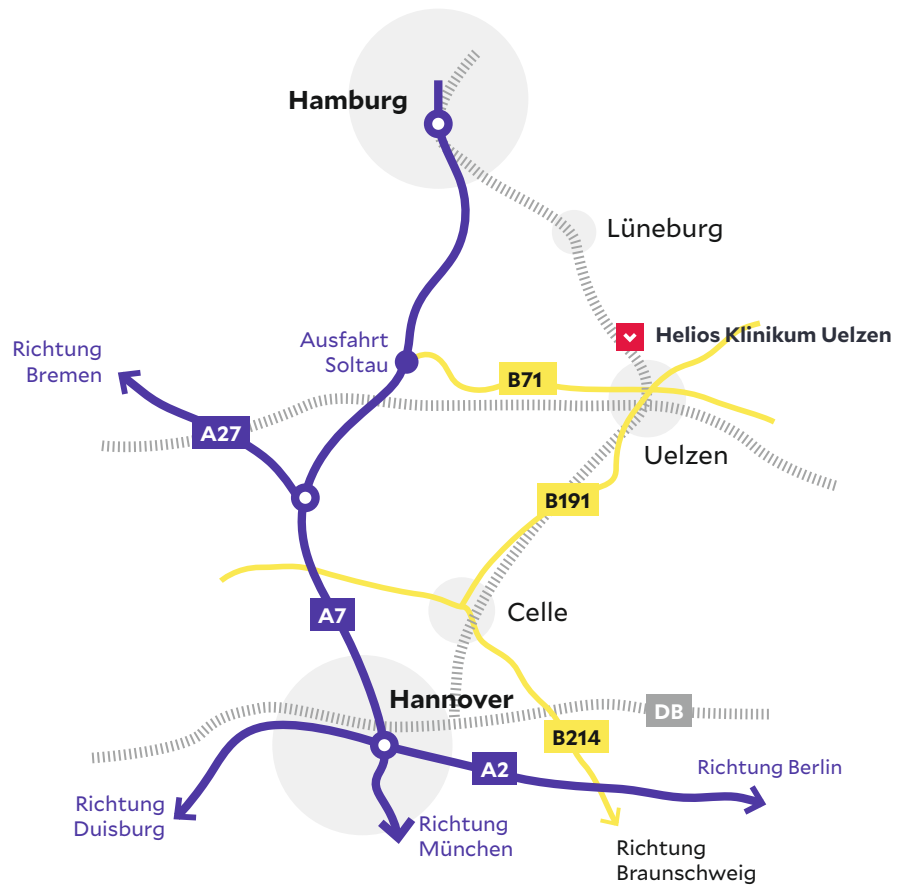 Hamburg
Lüneburg
Helios Klinikum Uelzen
Ausfahrt
Soltau
Richtung
Bremen
B71
A27
Uelzen
B191
A7
Celle
Hannover
DB
B214
A2
Richtung Berlin
Richtung
Duisburg
Richtung
München
Richtung
Braunschweig